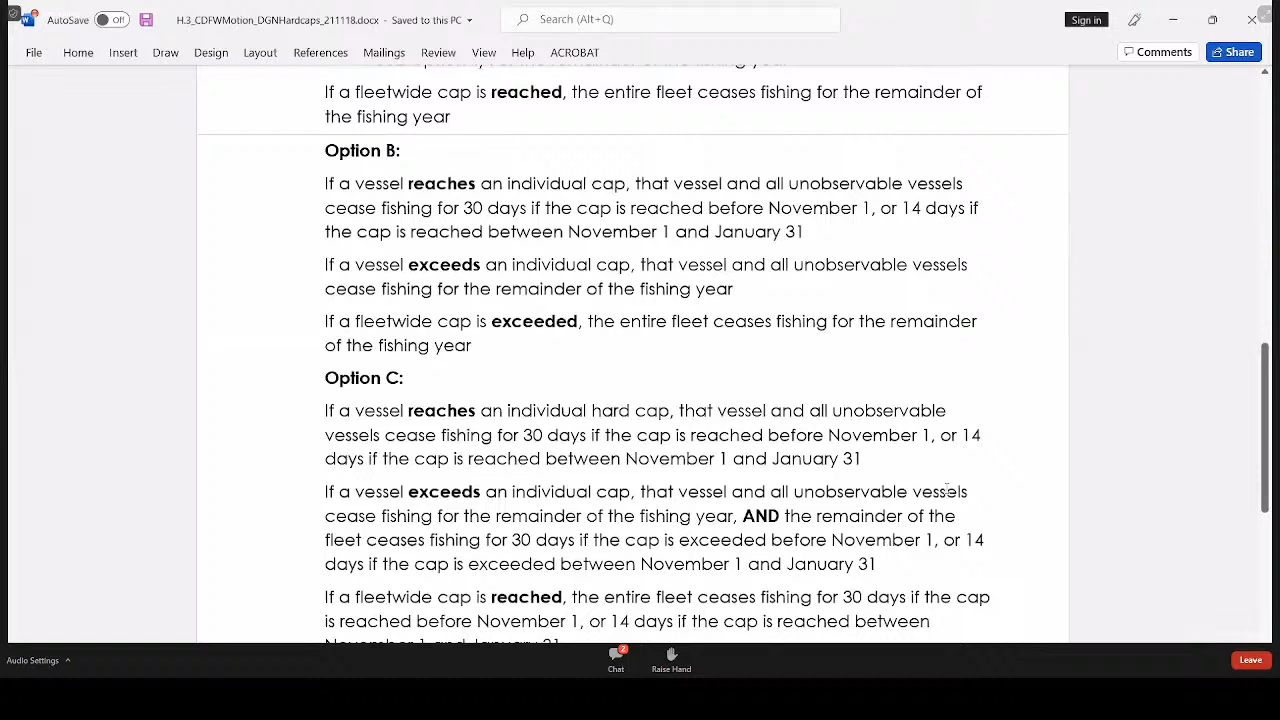 AutoSave Off H.3_CDFWMotion_DGNHardcaps_211118.docx - Saved to this PC Search (Alt+Q) Sign in
File Home Insert Draw Design Layout References Mailings Review View Help ACROBAT Comments Share
If a fleetwide cap is reached, the entire fleet ceases fishing for the remainder of
the fishing year
Option B:
If a vessel reaches an individual cap, that vessel and all unobservable vessels
cease fishing for 30 days if the cap is reached before November 1, or 14 days if
the cap is reached between November 1 and January 31
If a vessel exceeds an individual cap, that vessel and all unobservable vessels
cease fishing for the remainder of the fishing year
If a fleetwide cap is exceeded, the entire fleet ceases fishing for the remainder
of the fishing year
Option C:
If a vessel reaches an individual hard cap, that vessel and all unobservable
vessels cease fishing for 30 days if the cap is reached before November 1, or 14
days if the cap is reached between November 1 and January 31
If a vessel exceeds an individual cap, that vessel and all unobservable vessels
cease fishing for the remainder of the fishing year, AND the remainder of the
fleet ceases fishing for 30 days if the cap is exceeded before November 1, or 14
days if the cap is exceeded between November 1 and January 31
If a fleetwide cap is reached, the entire fleet ceases fishing for 30 days if the cap
is reached before November 1, or 14 days if the cap is reached between
November 1 and January 31
Audio Settings 2 Chat Raise Hand Leave